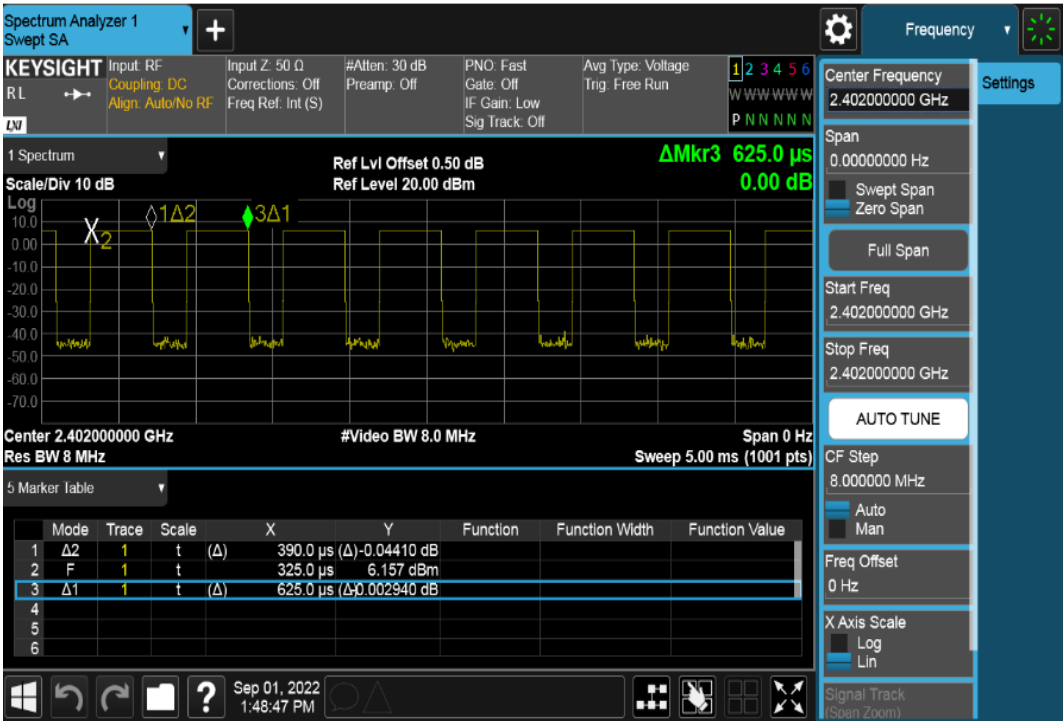 Spectrum Analyzer 1
Swept SA
+
Frequency
KEYSIGHT
RL
LXI
Input: RF
Coupling: DC
Align: Auto/No RF
Input Z: 50 Ω
Corrections: Off
Freq Ref: Int (S)
#Atten: 30 dB
Preamp: Off
PNO: Fast
Gate: Off
IF Gain: Low
Sig Track: Off
Avg Type: Voltage
Trig: Free Run
1 2 3 4 5 6
W W W W W W
P N N N N N
1 Spectrum
Scale/Div 10 dB
Ref Lvl Offset 0.50 dB
Ref Level 20.00 dBm
ΔMkr3 625.0 µs
0.00 dB
Log
10.0
0.00
-10.0
-20.0
-30.0
-40.0
-50.0
-60.0
-70.0
X2
1Δ2
3Δ1
Center 2.402000000 GHz
Res BW 8 MHz
#Video BW 8.0 MHz
Span 0 Hz
Sweep 5.00 ms (1001 pts)
5 Marker Table
Mode Trace Scale X Y Function Function Width Function Value
1 Δ2 1 t (Δ) 390.0 µs (Δ) -0.04410 dB
2 F 1 t 325.0 µs 6.157 dBm
3 Δ1 1 t (Δ) 625.0 µs (Δ) -0.002940 dB
4
5
6
?
Sep 01, 2022
1:48:47 PM
Center Frequency
2.402000000 GHz
Settings
Span
0.00000000 Hz
Swept Span
Zero Span
Full Span
Start Freq
2.402000000 GHz
Stop Freq
2.402000000 GHz
AUTO TUNE
CF Step
8.000000 MHz
Auto
Man
Freq Offset
0 Hz
X Axis Scale
Log
Lin
Signal Track
(Span Zoom)